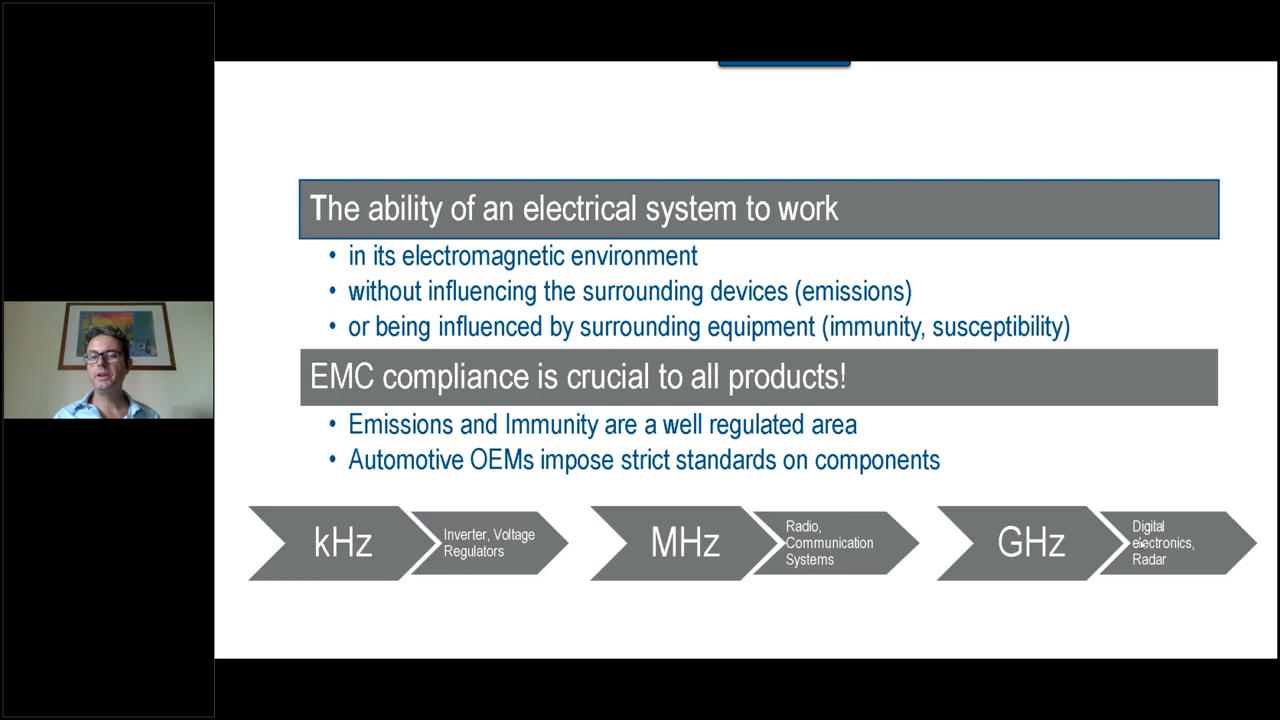 The ability of an electrical system to work
• in its electromagnetic environment
• without influencing the surrounding devices (emissions)
• or being influenced by surrounding equipment (immunity, susceptibility)
EMC compliance is crucial to all products!
• Emissions and Immunity are a well regulated area
• Automotive OEMs impose strict standards on components
kHz
Inverter, Voltage
Regulators
MHz
Radio,
Communication
Systems
GHz
Digital
electronics,
Radar